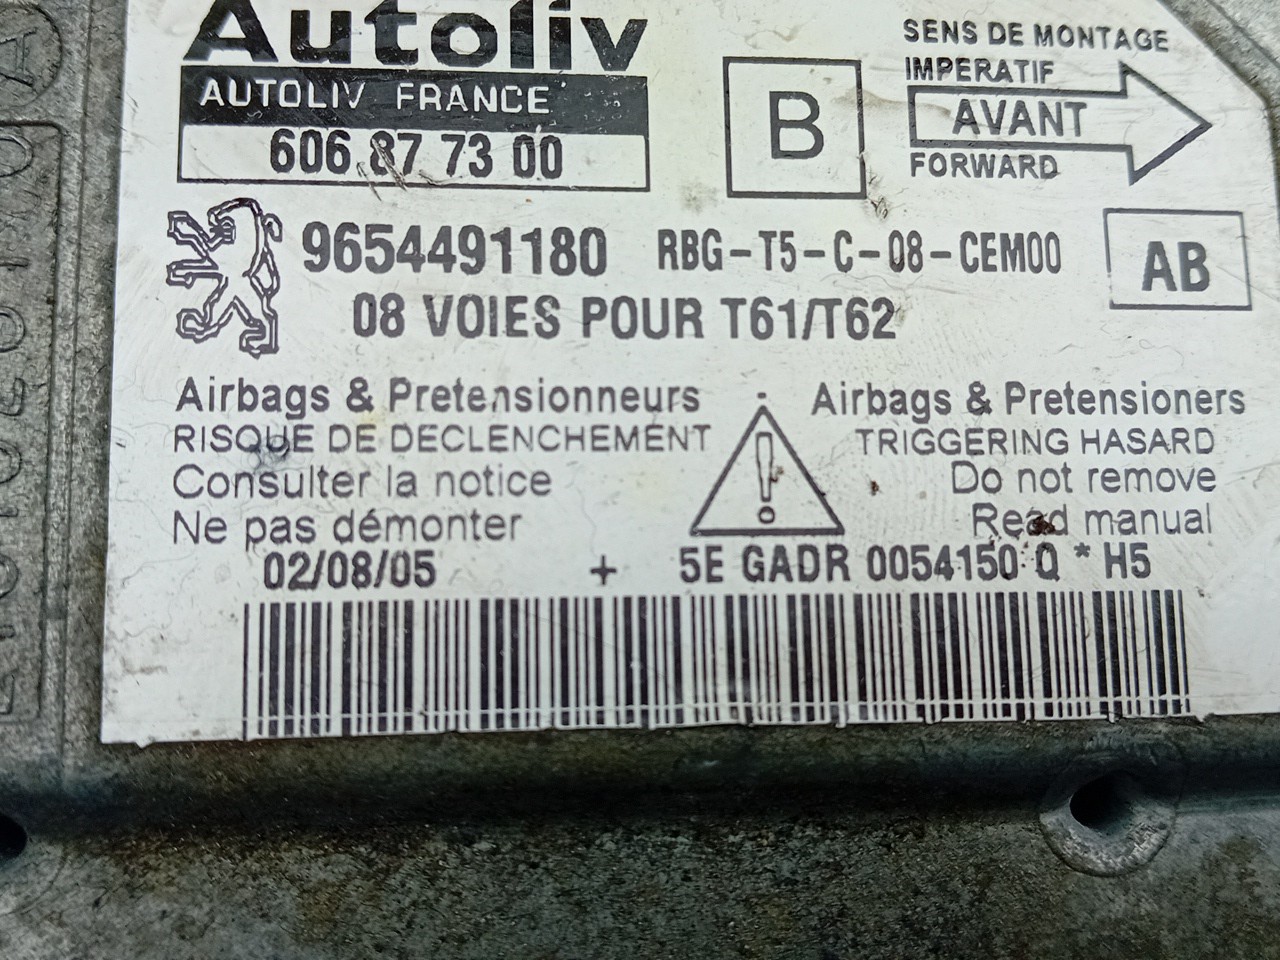 Autoliv
AUTOLIV FRANCE
606 87 73 00
B
SENS DE MONTAGE
IMPERATIF
AVANT
FORWARD
9654491180 RBG-T5-C-08-CEM00
AB
08 VOIES POUR T61/T62
Airbags & Pretensionneurs
RISQUE DE DECLENCHEMENT
Consulter la notice
Ne pas démonter
Airbags & Pretensioners
TRIGGERING HASARD
Do not remove
Read manual
02/08/05 + 5E GADR 0054150 Q * H5